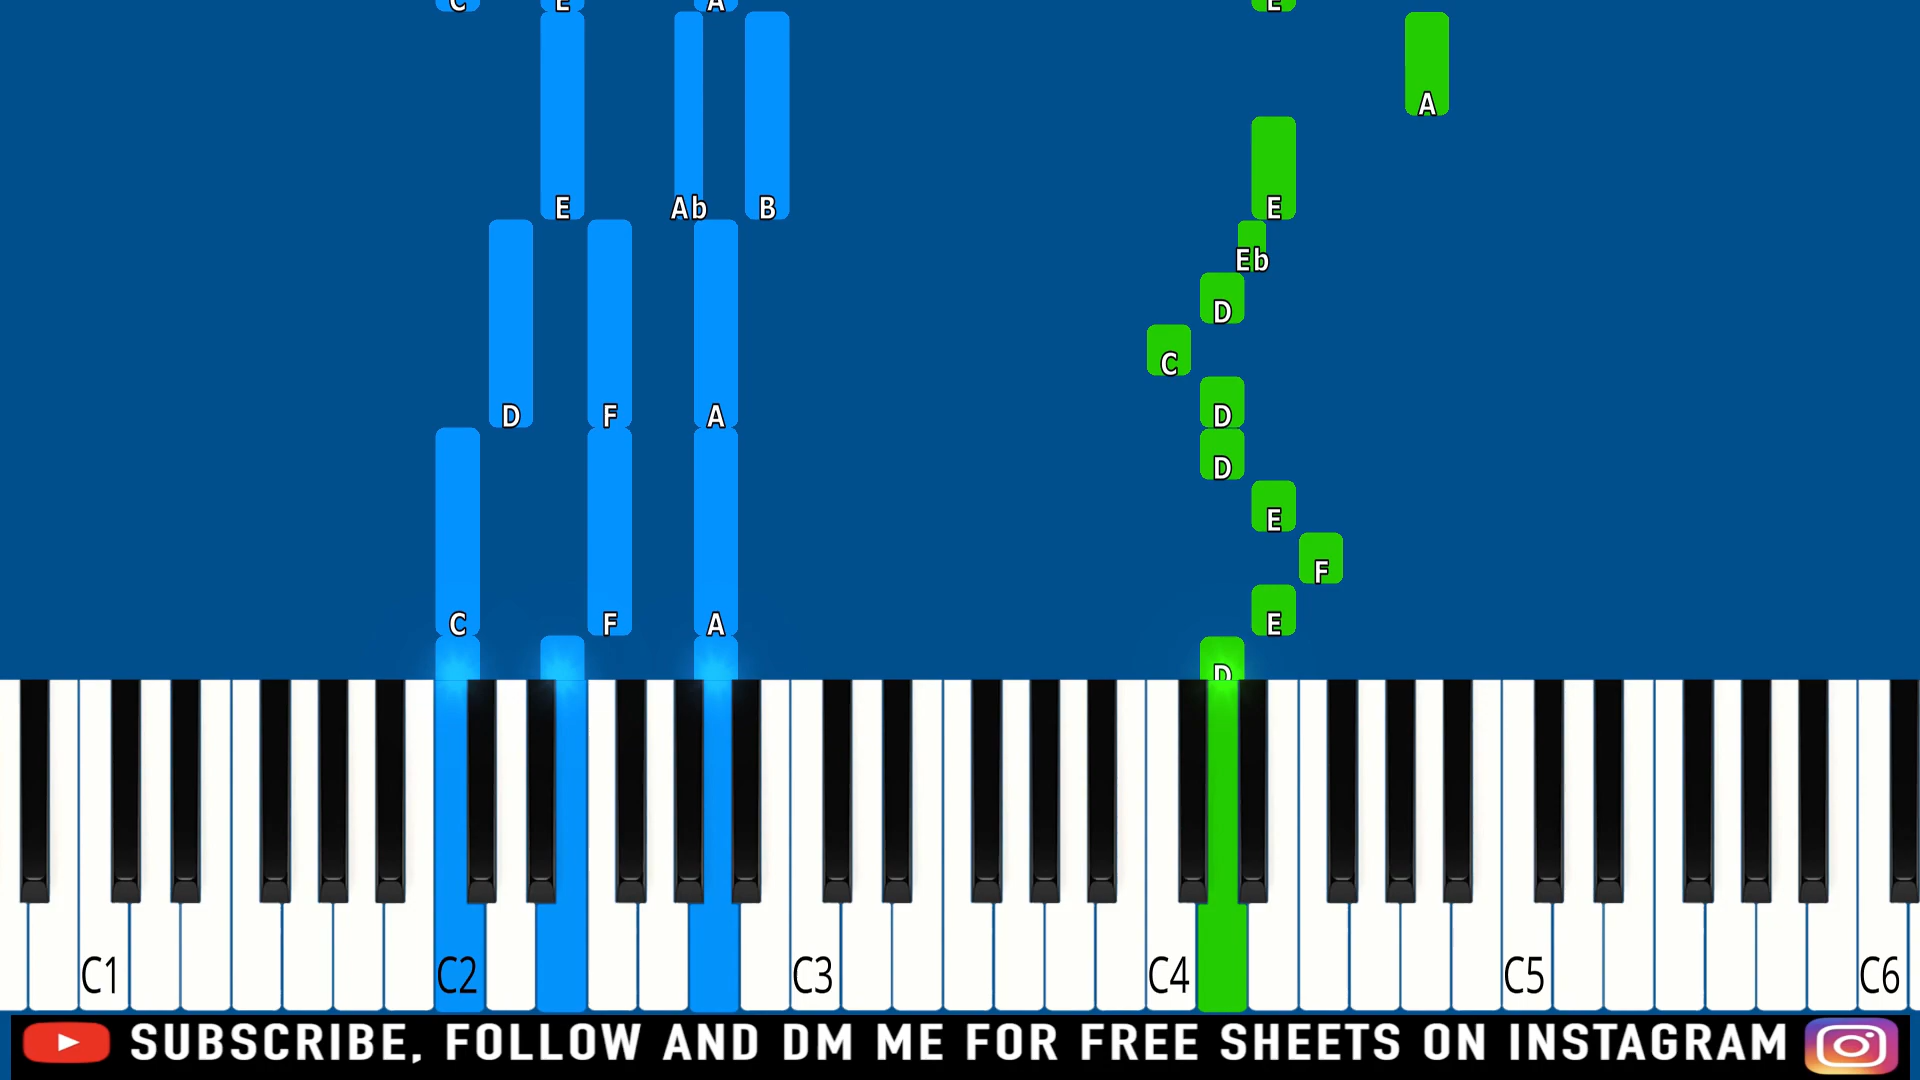 C E A E
A
E Ab B E
Eb
D
C
D F A D
D
E
F
C F A E
D
C1 C2 C3 C4 C5 C6
SUBSCRIBE, FOLLOW AND DM ME FOR FREE SHEETS ON INSTAGRAM